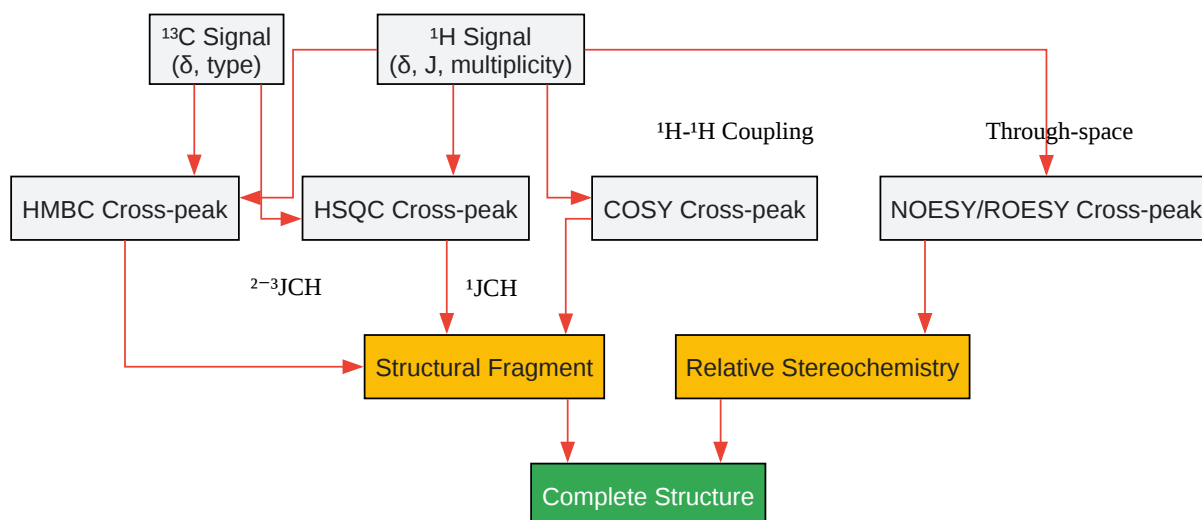 ¹³C Signal
(δ, type)
¹H Signal
(δ, J, multiplicity)
¹H-¹H Coupling
Through-space
HMBC Cross-peak
HSQC Cross-peak
COSY Cross-peak
NOESY/ROESY Cross-peak
²⁻³JCH
¹JCH
Structural Fragment
Relative Stereochemistry
Complete Structure